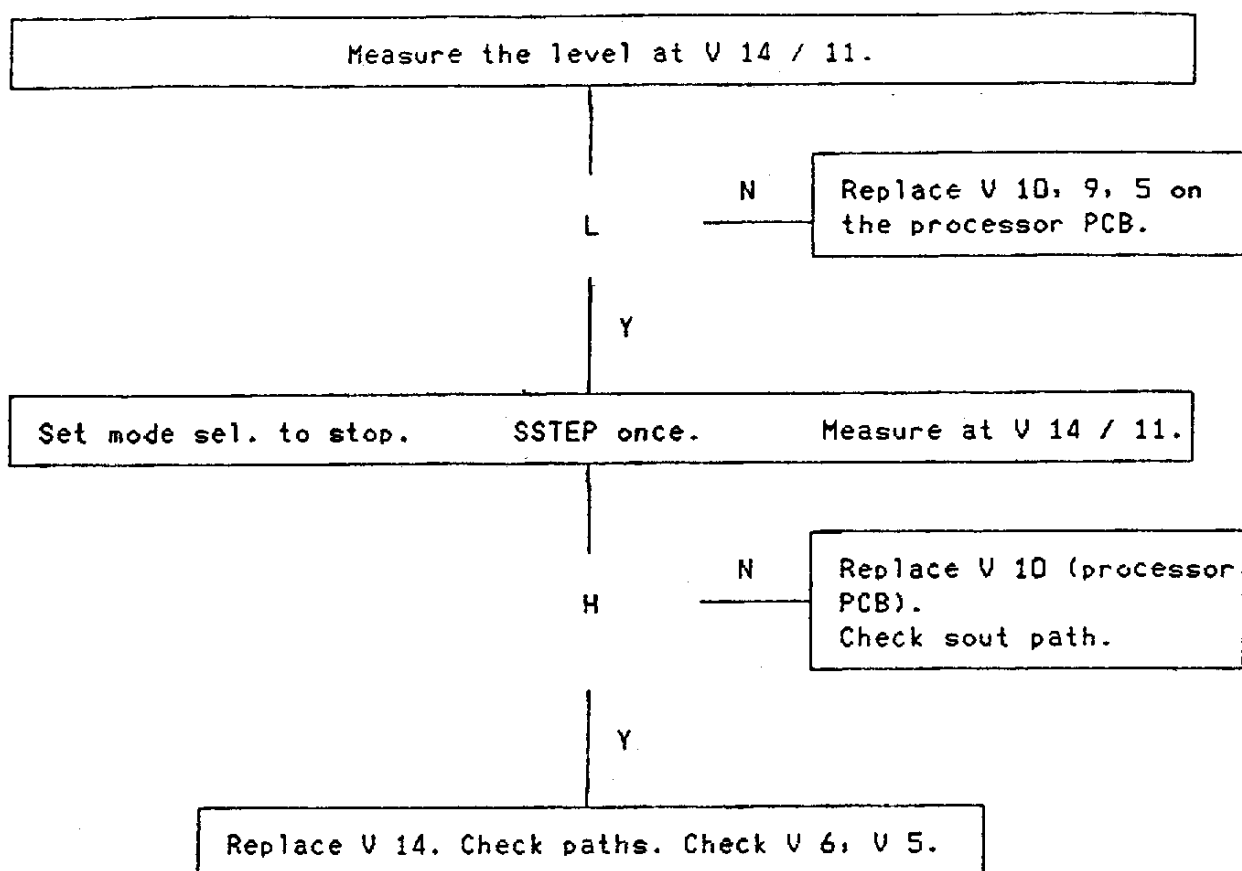 Measure the level at V 14 / 11.
N
Replace V 10, 9, 5 on
the processor PCB.
L
Y
Set mode sel. to stop. SSTEP once. Measure at V 14 / 11.
N
Replace V 10 (processor
PCB).
Check sout path.
H
Y
Replace V 14. Check paths. Check V 6, V 5.